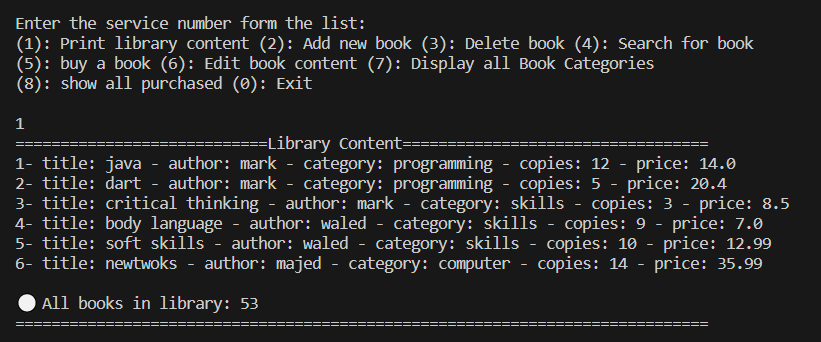 Enter the service number form the list:
(1): Print library content (2): Add new book (3): Delete book (4): Search for book
(5): buy a book (6): Edit book content (7): Display all Book Categories
(8): show all purchased (0): Exit
1
============================Library Content==================================
1- title: java - author: mark - category: programming - copies: 12 - price: 14.0
2- title: dart - author: mark - category: programming - copies: 5 - price: 20.4
3- title: critical thinking - author: mark - category: skills - copies: 3 - price: 8.5
4- title: body language - author: waled - category: skills - copies: 9 - price: 7.0
5- title: soft skills - author: waled - category: skills - copies: 10 - price: 12.99
6- title: newtwoks - author: majed - category: computer - copies: 14 - price: 35.99
⚪All books in library: 53
=============================================================================